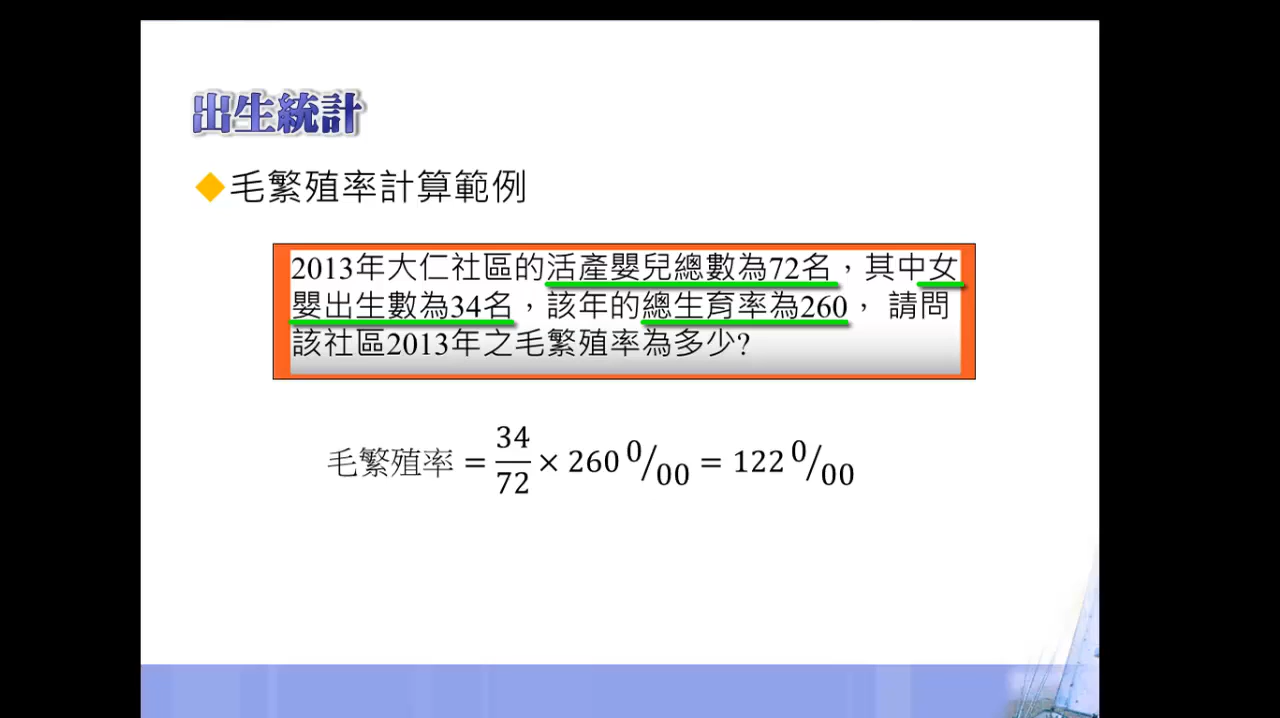 出生統計
毛繁殖率計算範例
2013年大仁社區的活產嬰兒總數為72名，其中女
嬰出生數為34名，該年的總生育率為260， 請問
該社區2013年之毛繁殖率為多少?
毛繁殖率 = 34/72 × 260 0/00 = 122 0/00